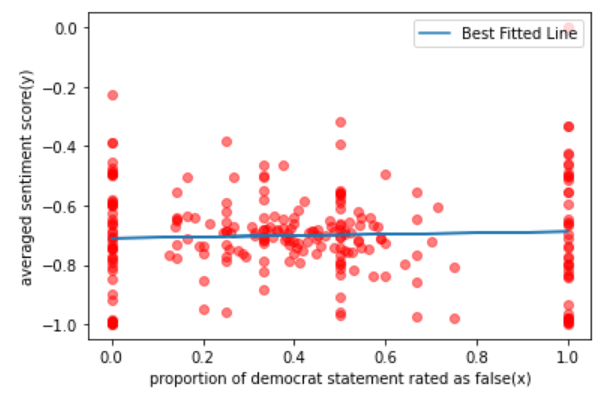 Best Fitted Line
0.0
−0.2
−0.4
−0.6
−0.8
−1.0
averaged sentiment score(y)
0.0 0.2 0.4 0.6 0.8 1.0
proportion of democrat statement rated as false(x)